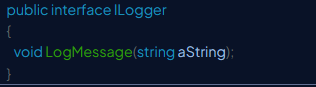 public interface ILogger
{
  void LogMessage(string aString);
}